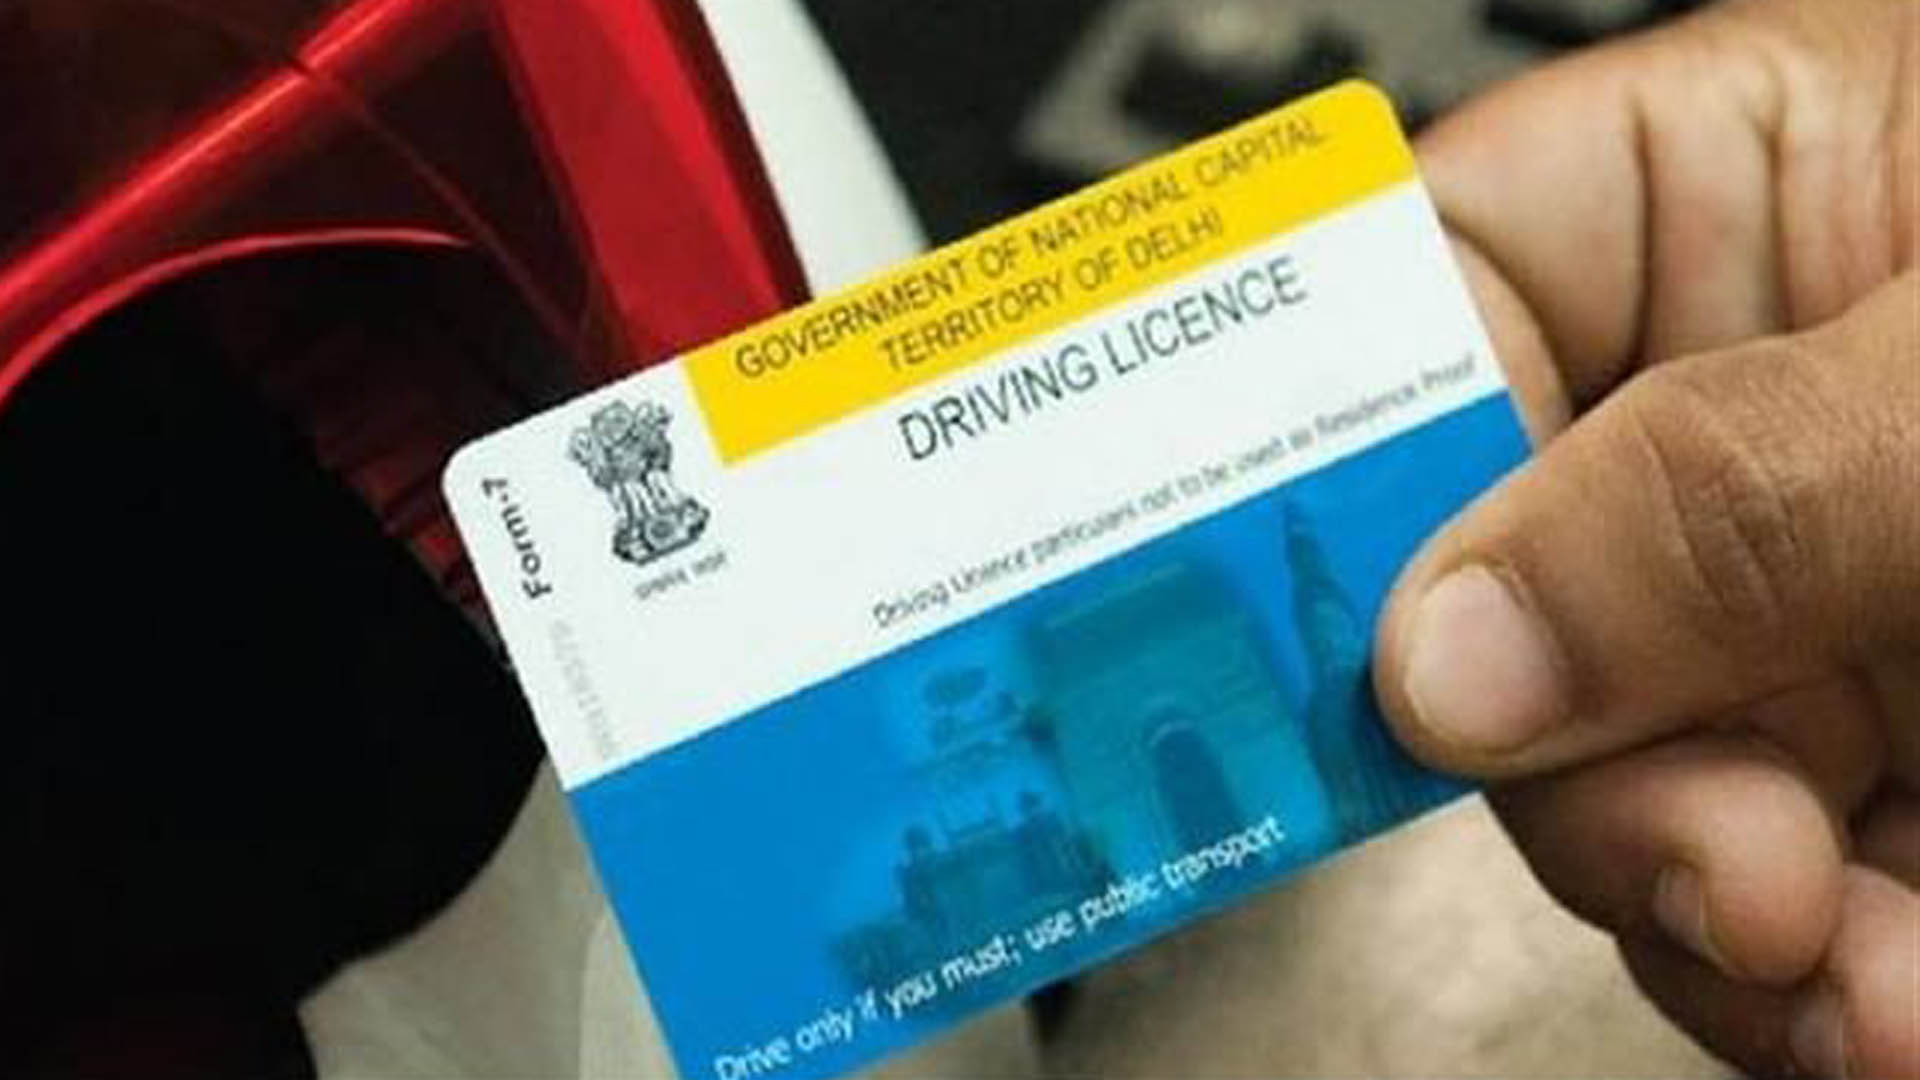 GOVERNMENT OF NATIONAL CAPITAL
TERRITORY OF DELHI
DRIVING LICENCE
Form-7
Driving Licence particulars not to be used as Residence Proof
Drive only if you must; use public transport